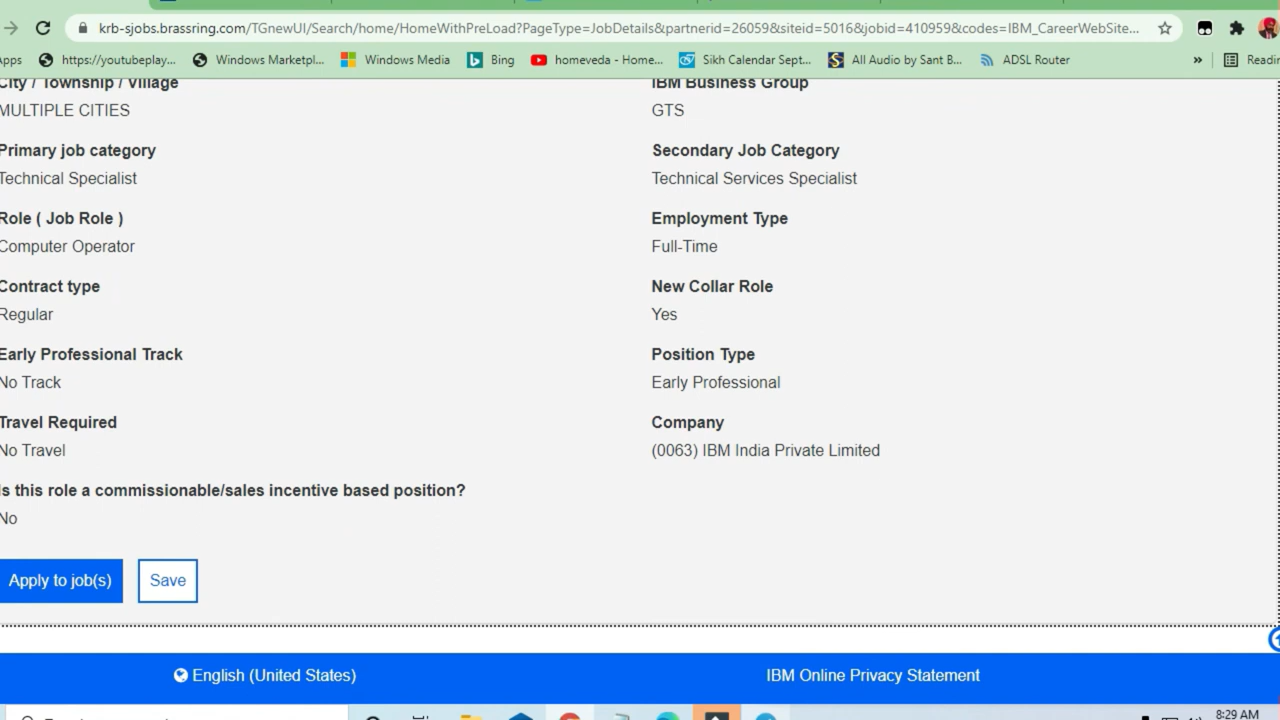 krb-sjobs.brassring.com/TGnewUI/Search/home/HomeWithPreLoad?PageType=JobDetails&partnerid=26059&siteid=5016&jobid=410959&codes=IBM_CareerWebSite...
Apps https://youtubeplay... Windows Marketpl... Windows Media Bing homeveda - Home... Sikh Calendar Sept... All Audio by Sant B... ADSL Router » Readin
City / Township / Village IBM Business Group
MULTIPLE CITIES GTS
Primary job category Secondary Job Category
Technical Specialist Technical Services Specialist
Role ( Job Role ) Employment Type
Computer Operator Full-Time
Contract type New Collar Role
Regular Yes
Early Professional Track Position Type
No Track Early Professional
Travel Required Company
No Travel (0063) IBM India Private Limited
Is this role a commissionable/sales incentive based position?
No
Apply to job(s) Save
English (United States) IBM Online Privacy Statement
8:29 AM